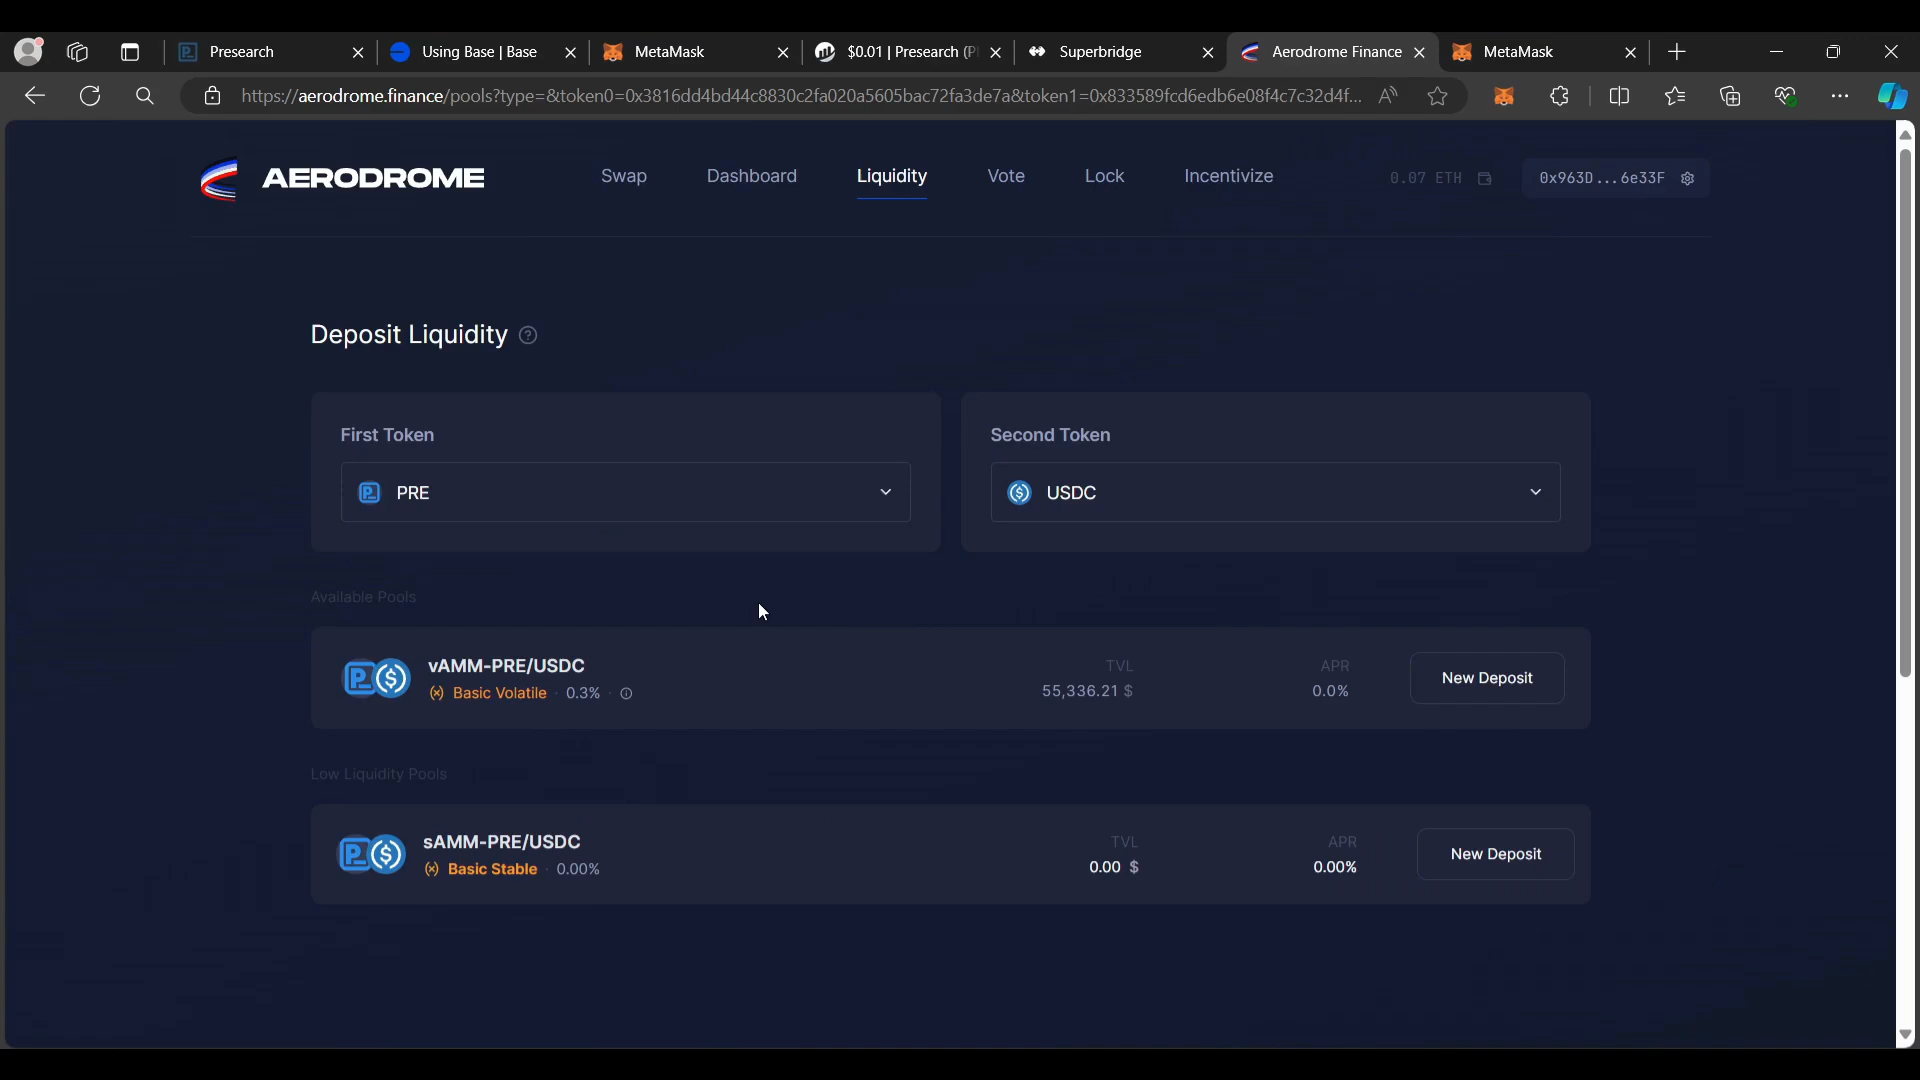 Presearch
Using Base | Base
MetaMask
$0.01 | Presearch (P
Superbridge
Aerodrome Finance
MetaMask
https://aerodrome.finance/pools?type=&token0=0x3816dd4bd44c8830c2fa020a5605bac72fa3de7a&token1=0x833589fcd6edb6e08f4c7c32d4f...
AERODROME
Swap
Dashboard
Liquidity
Vote
Lock
Incentivize
0.07 ETH
0x963D...6e33F
Deposit Liquidity
First Token
Second Token
PRE
USDC
Available Pools
vAMM-PRE/USDC
TVL
APR
New Deposit
Basic Volatile · 0.3% ·
55,336.21 $
0.0%
Low Liquidity Pools
sAMM-PRE/USDC
TVL
APR
New Deposit
Basic Stable · 0.00%
0.00 $
0.00%